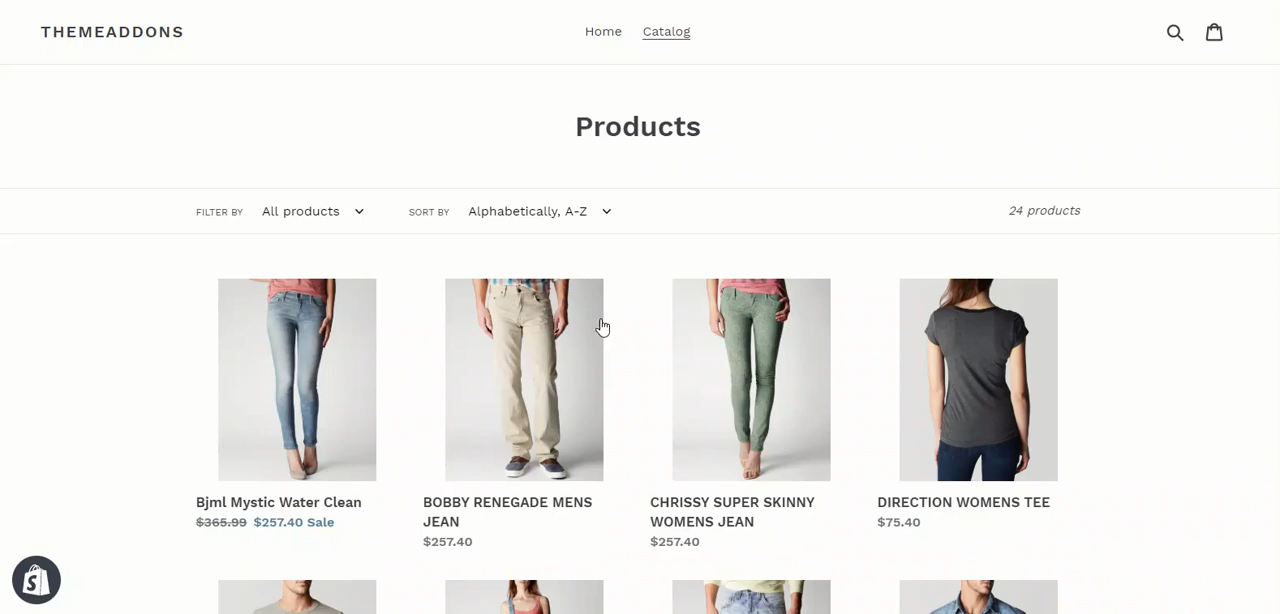 THEMEADDONS
Home
Catalog
Products
FILTER BY
All products
SORT BY
Alphabetically, A-Z
24 products
Bjml Mystic Water Clean
$365.99 $257.40 Sale
BOBBY RENEGADE MENS
JEAN
$257.40
CHRISSY SUPER SKINNY
WOMENS JEAN
$257.40
DIRECTION WOMENS TEE
$75.40